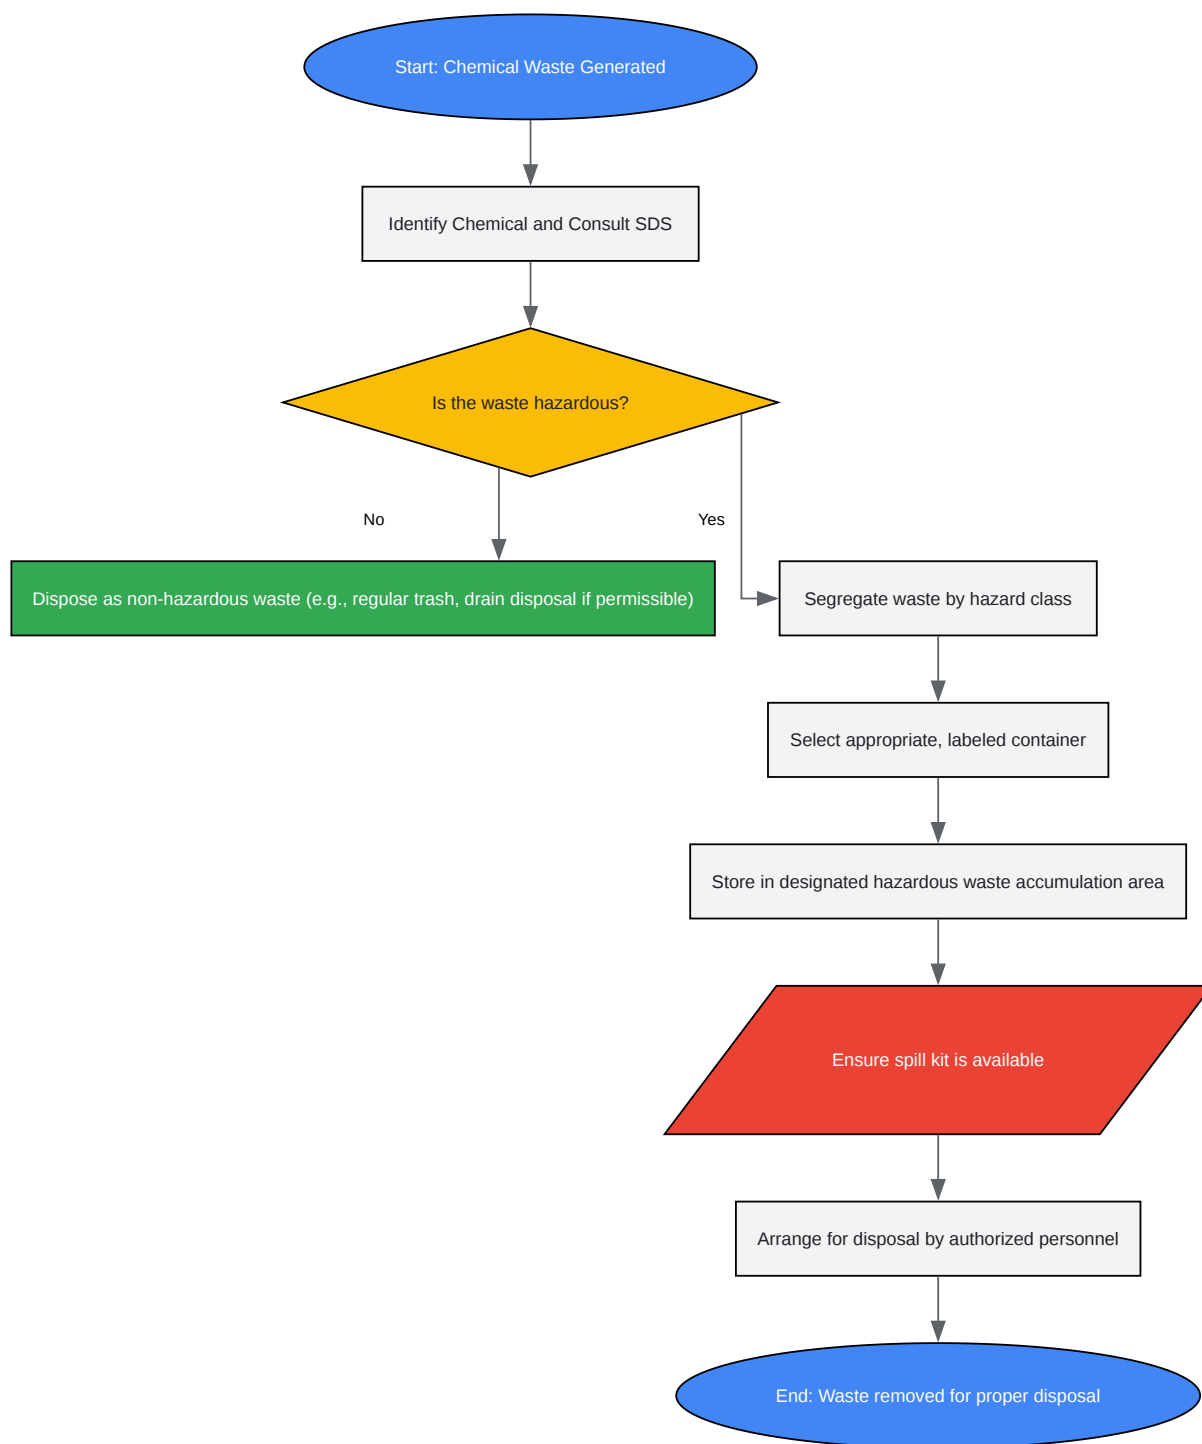 Start: Chemical Waste Generated
Identify Chemical and Consult SDS
Is the waste hazardous?
No
Yes
Dispose as non-hazardous waste (e.g., regular trash, drain disposal if permissible)
Segregate waste by hazard class
Select appropriate, labeled container
Store in designated hazardous waste accumulation area
Ensure spill kit is available
Arrange for disposal by authorized personnel
End: Waste removed for proper disposal